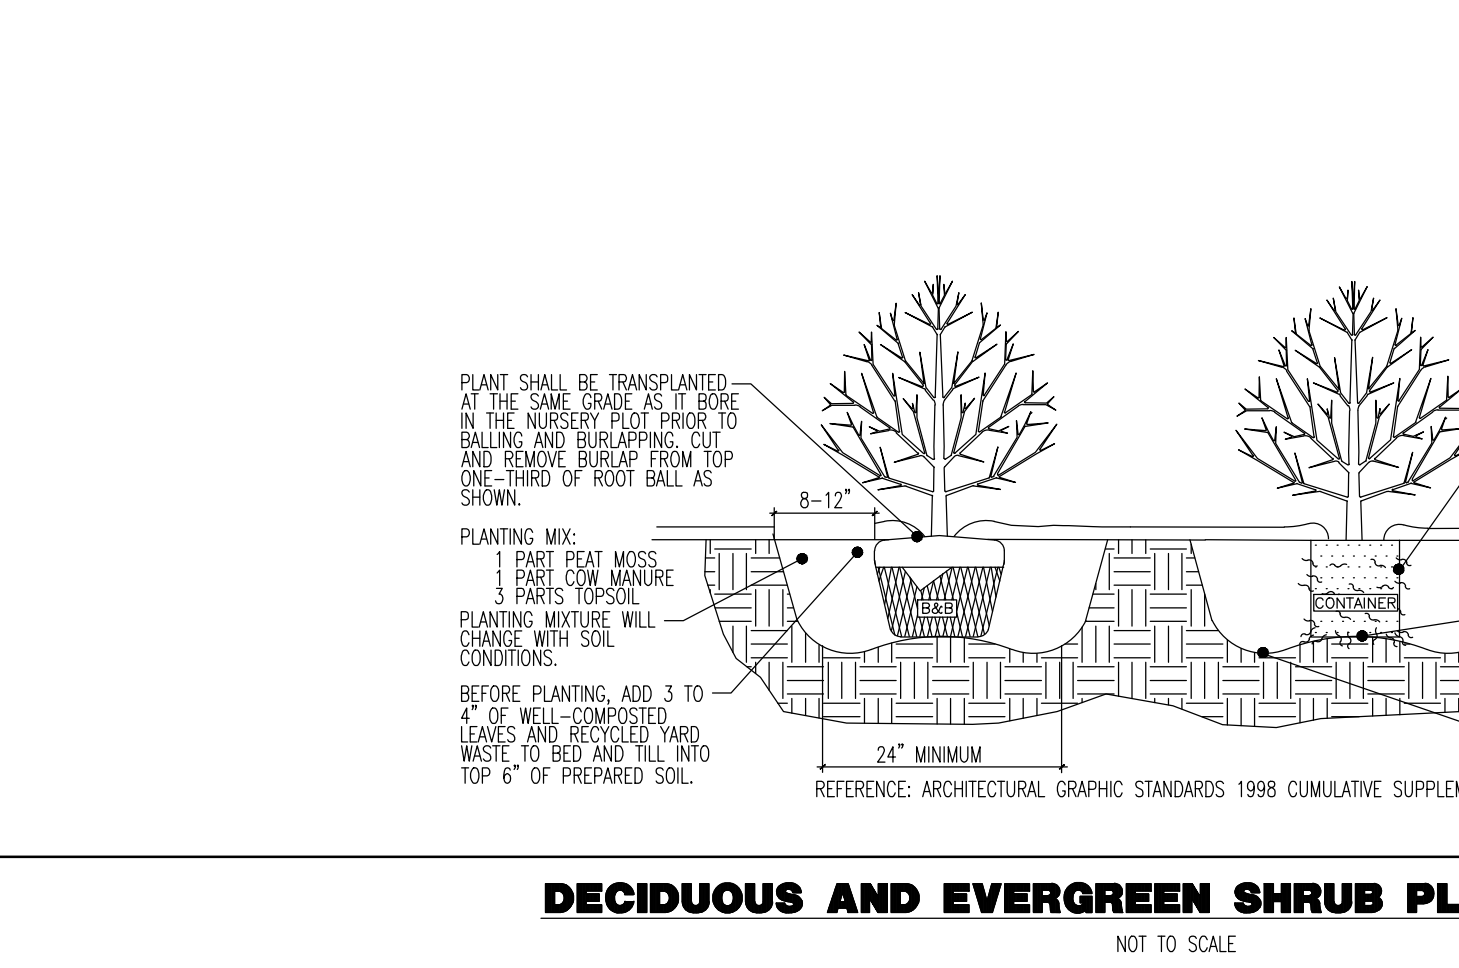 PLANT SHALL BE TRANSPLANTED
AT THE SAME GRADE AS IT BORE
IN THE NURSERY PLOT PRIOR TO
BALLING AND BURLAPPING. CUT
AND REMOVE BURLAP FROM TOP
ONE-THIRD OF ROOT BALL AS
SHOWN.
8-12"
PLANTING MIX:
1 PART PEAT MOSS
1 PART COW MANURE
3 PARTS TOPSOIL
PLANTING MIXTURE WILL
CHANGE WITH SOIL
CONDITIONS.
B&B
CONTAINER
BEFORE PLANTING, ADD 3 TO
4" OF WELL-COMPOSTED
LEAVES AND RECYCLED YARD
WASTE TO BED AND TILL INTO
TOP 6" OF PREPARED SOIL.
24" MINIMUM
REFERENCE: ARCHITECTURAL GRAPHIC STANDARDS 1998 CUMULATIVE SUPPLEM
DECIDUOUS AND EVERGREEN SHRUB PL
NOT TO SCALE